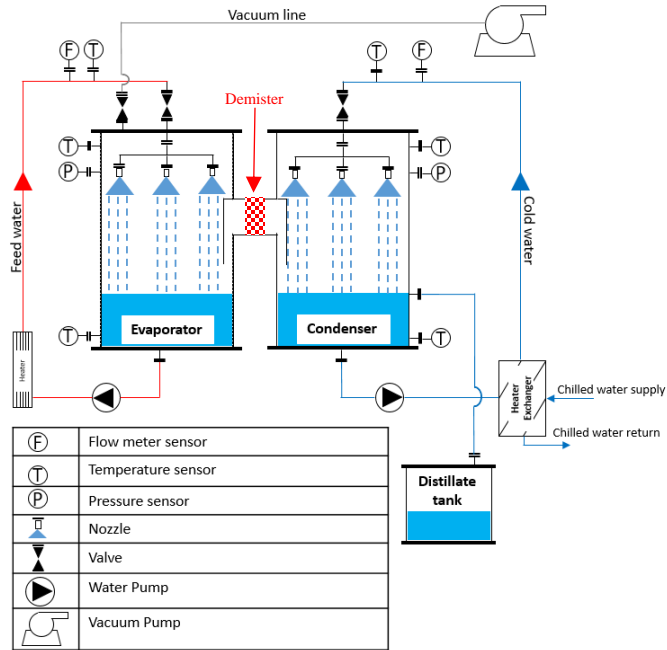 Vacuum line
F
T
T
F
Demister
T
P
T
P
Feed water
Cold water
Evaporator
Condenser
T
T
Heater
Heater
Exchanger
Chilled water supply
Chilled water return
Distillate
tank
F
Flow meter sensor
T
Temperature sensor
P
Pressure sensor
Nozzle
Valve
Water Pump
Vacuum Pump